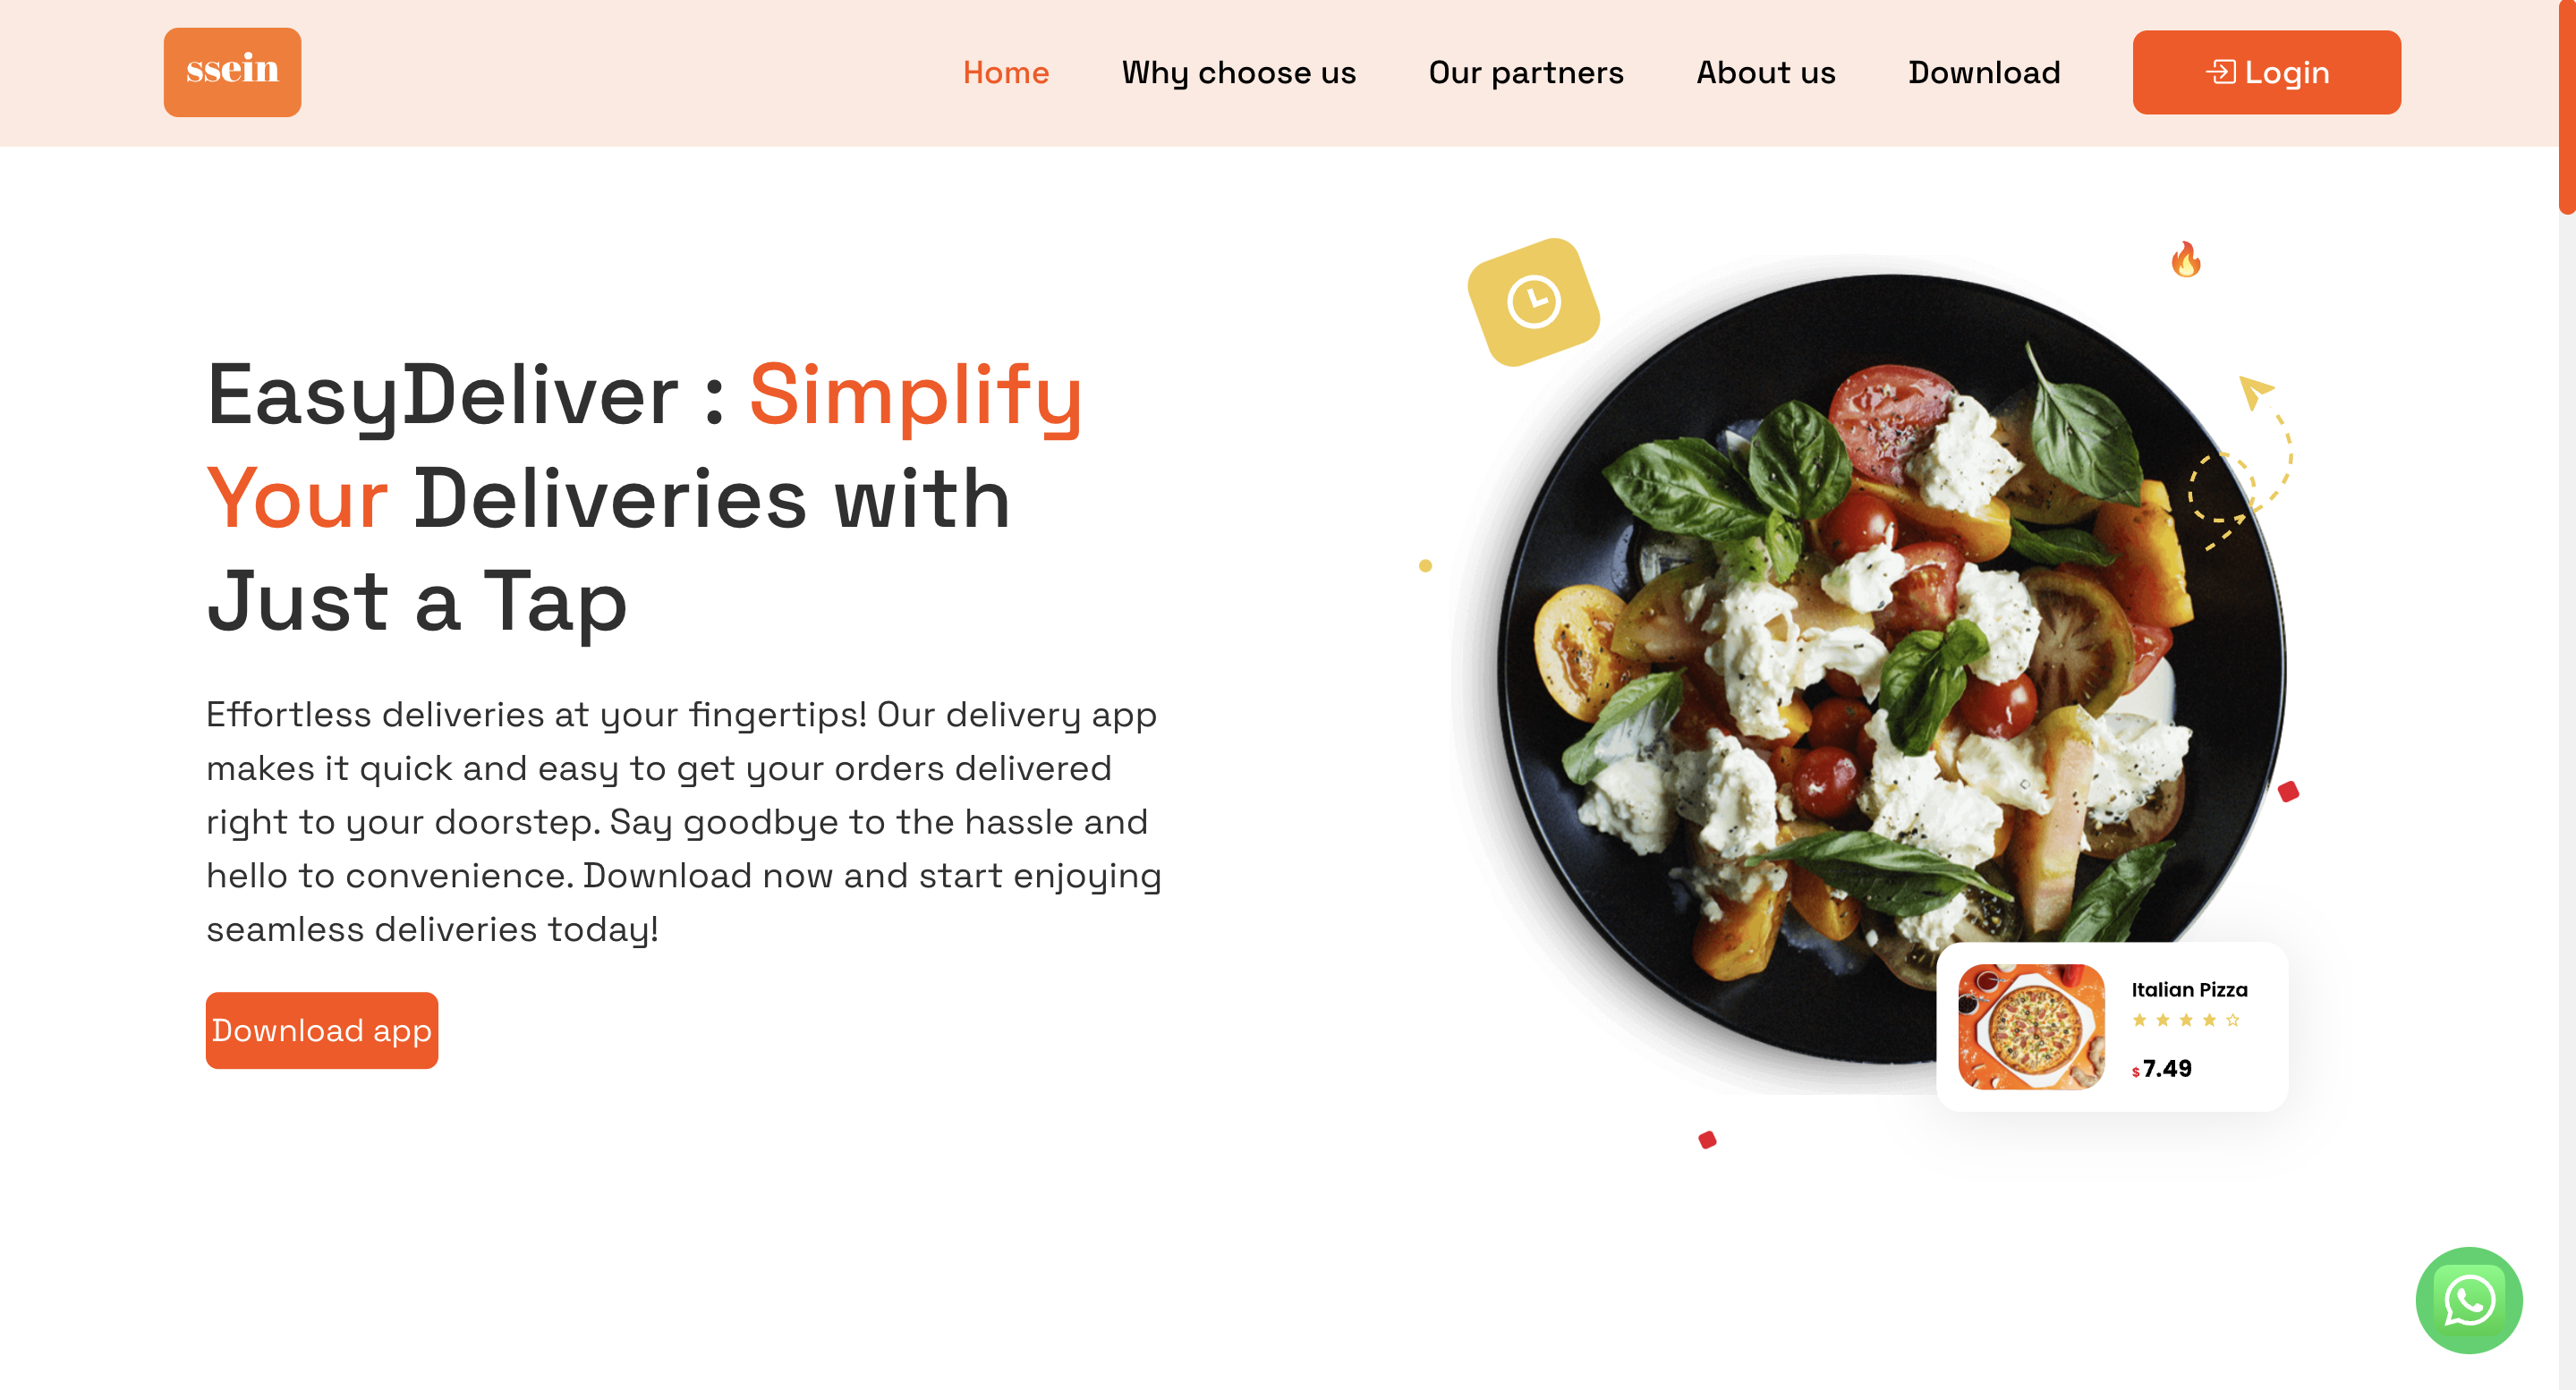 ssein
Home
Why choose us
Our partners
About us
Download
Login
EasyDeliver : Simplify
Your Deliveries with
Just a Tap
Effortless deliveries at your fingertips! Our delivery app
makes it quick and easy to get your orders delivered
right to your doorstep. Say goodbye to the hassle and
hello to convenience. Download now and start enjoying
seamless deliveries today!
Download app
Italian Pizza
$ 7.49